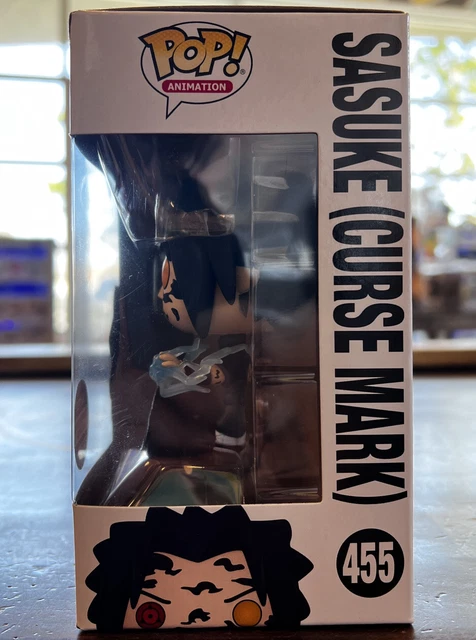 POP!
ANIMATION
SASUKE (CURSE MARK)
455